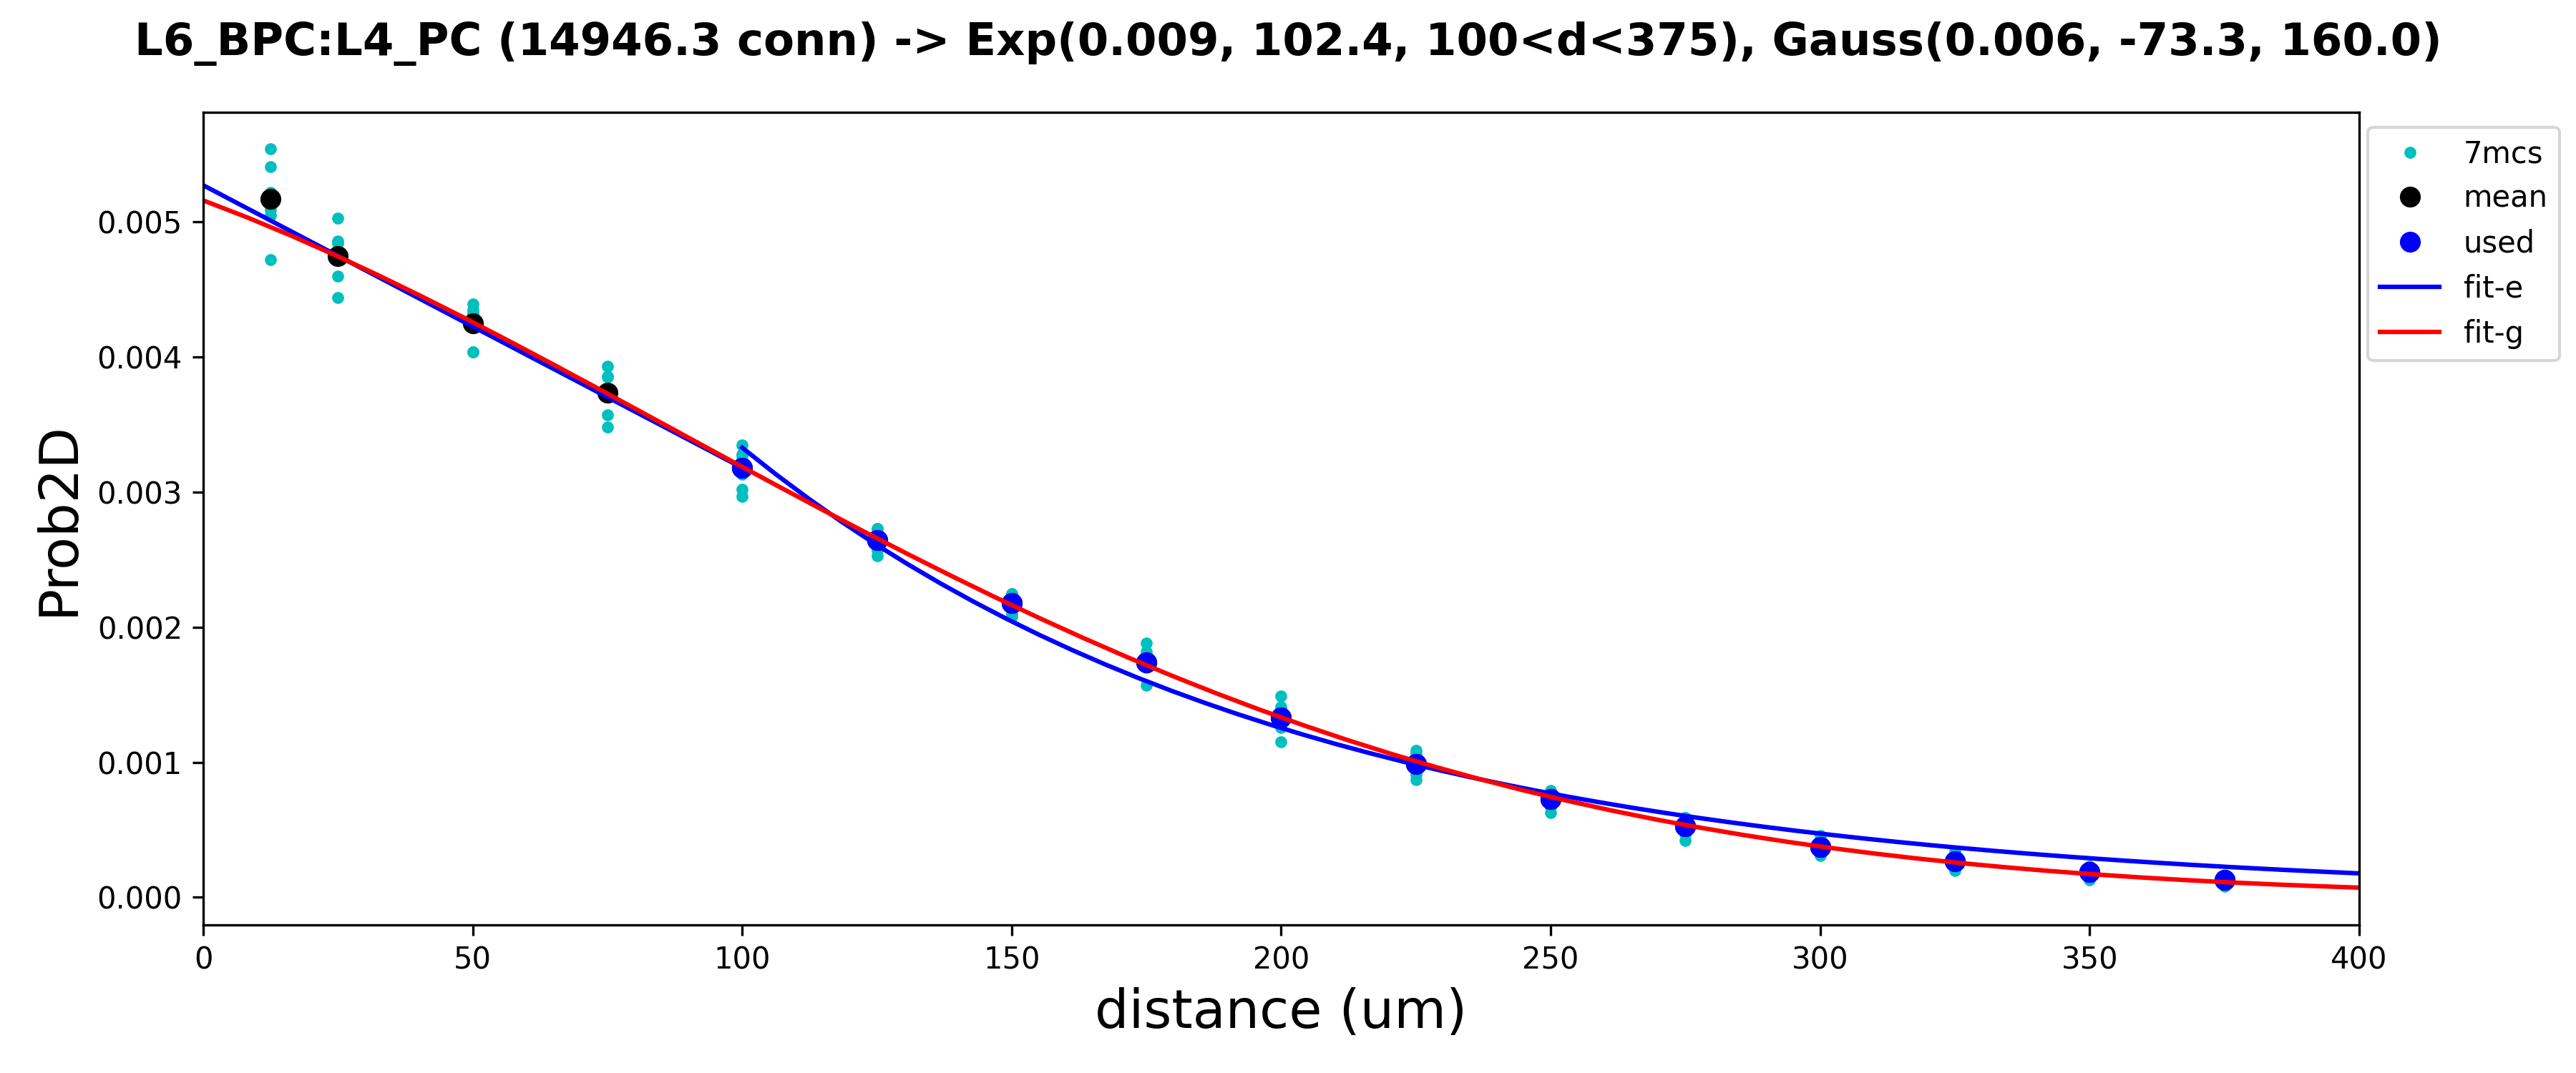 L6_BPC:L4_PC (14946.3 conn) -> Exp(0.009, 102.4, 100<d<375), Gauss(0.006, -73.3, 160.0)
7mcs
mean
used
fit-e
fit-g
Prob2D
0.005
0.004
0.003
0.002
0.001
0.000
0 50 100 150 200 250 300 350 400
distance (um)